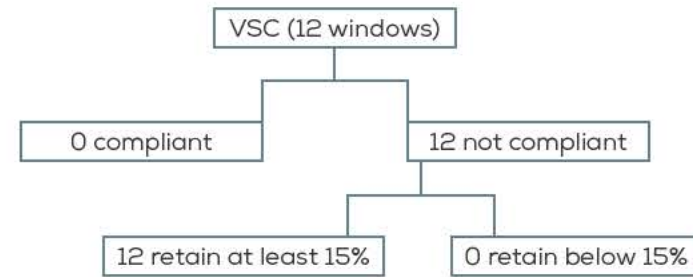 VSC (12 windows)
0 compliant
12 not compliant
12 retain at least 15%
0 retain below 15%